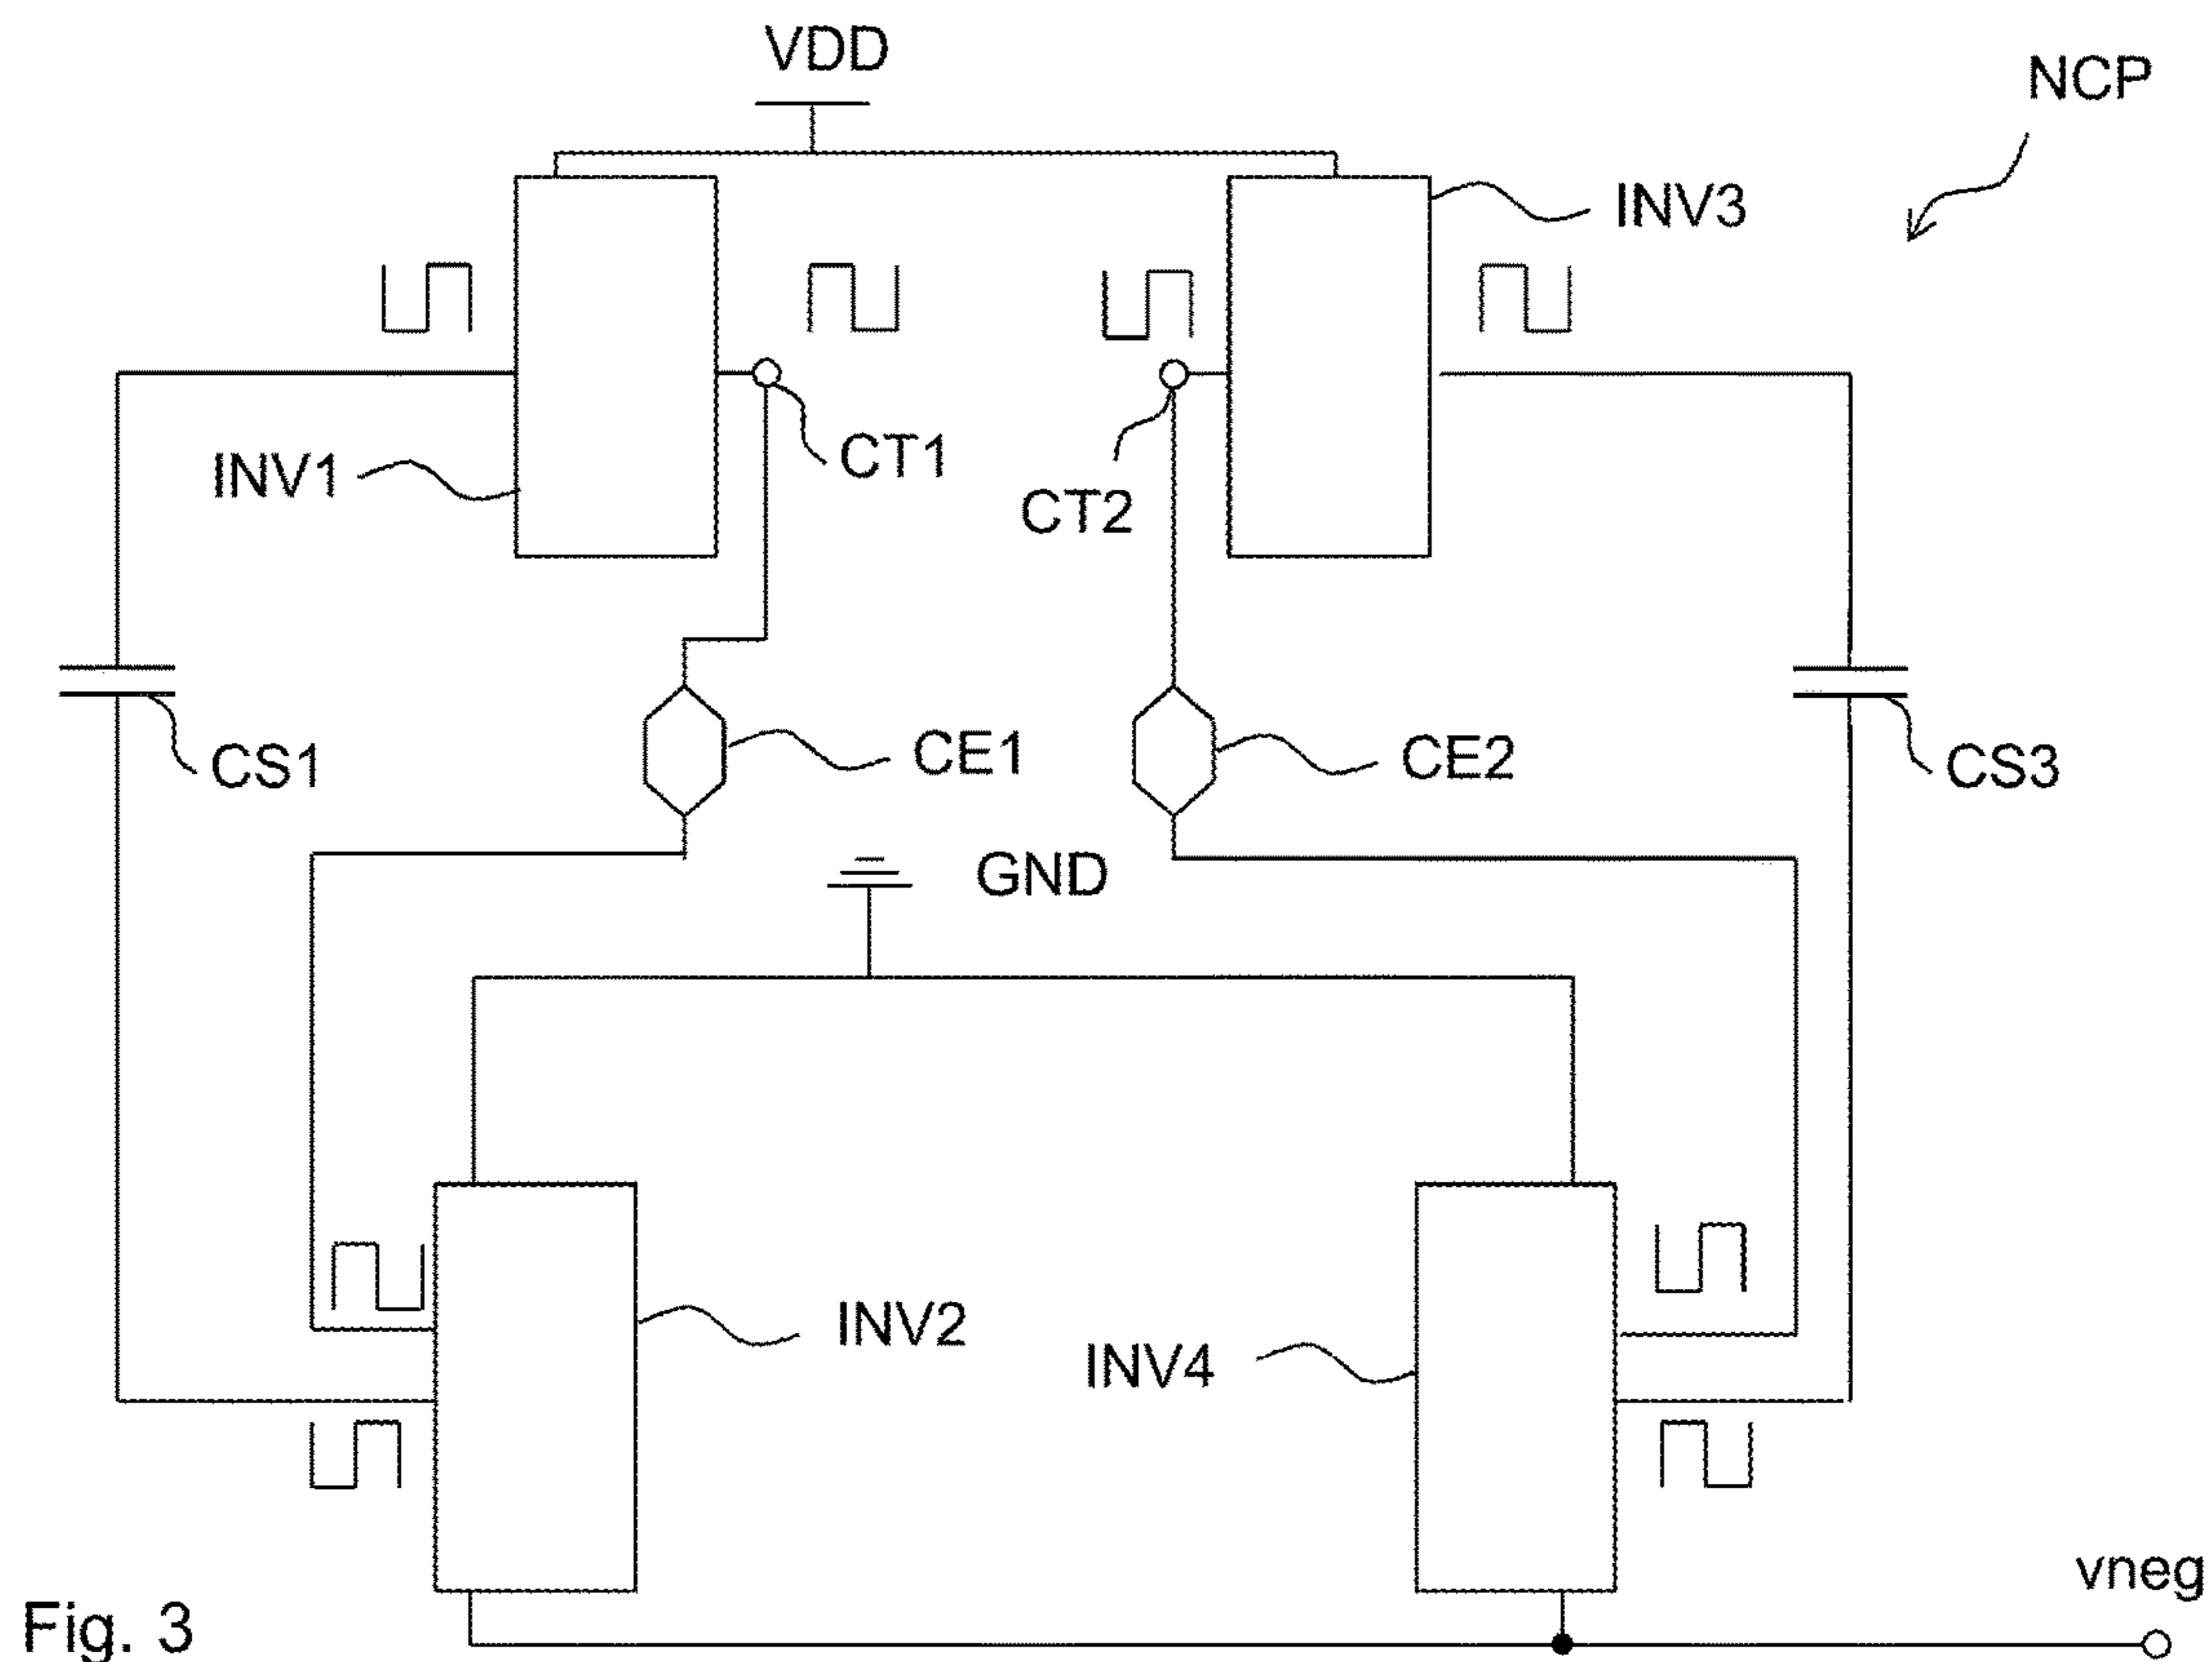 VDD
NCP
INV3
INV1
CT1
CT2
CS1
CE1
CE2
CS3
GND
INV2
INV4
vneg
Fig. 3